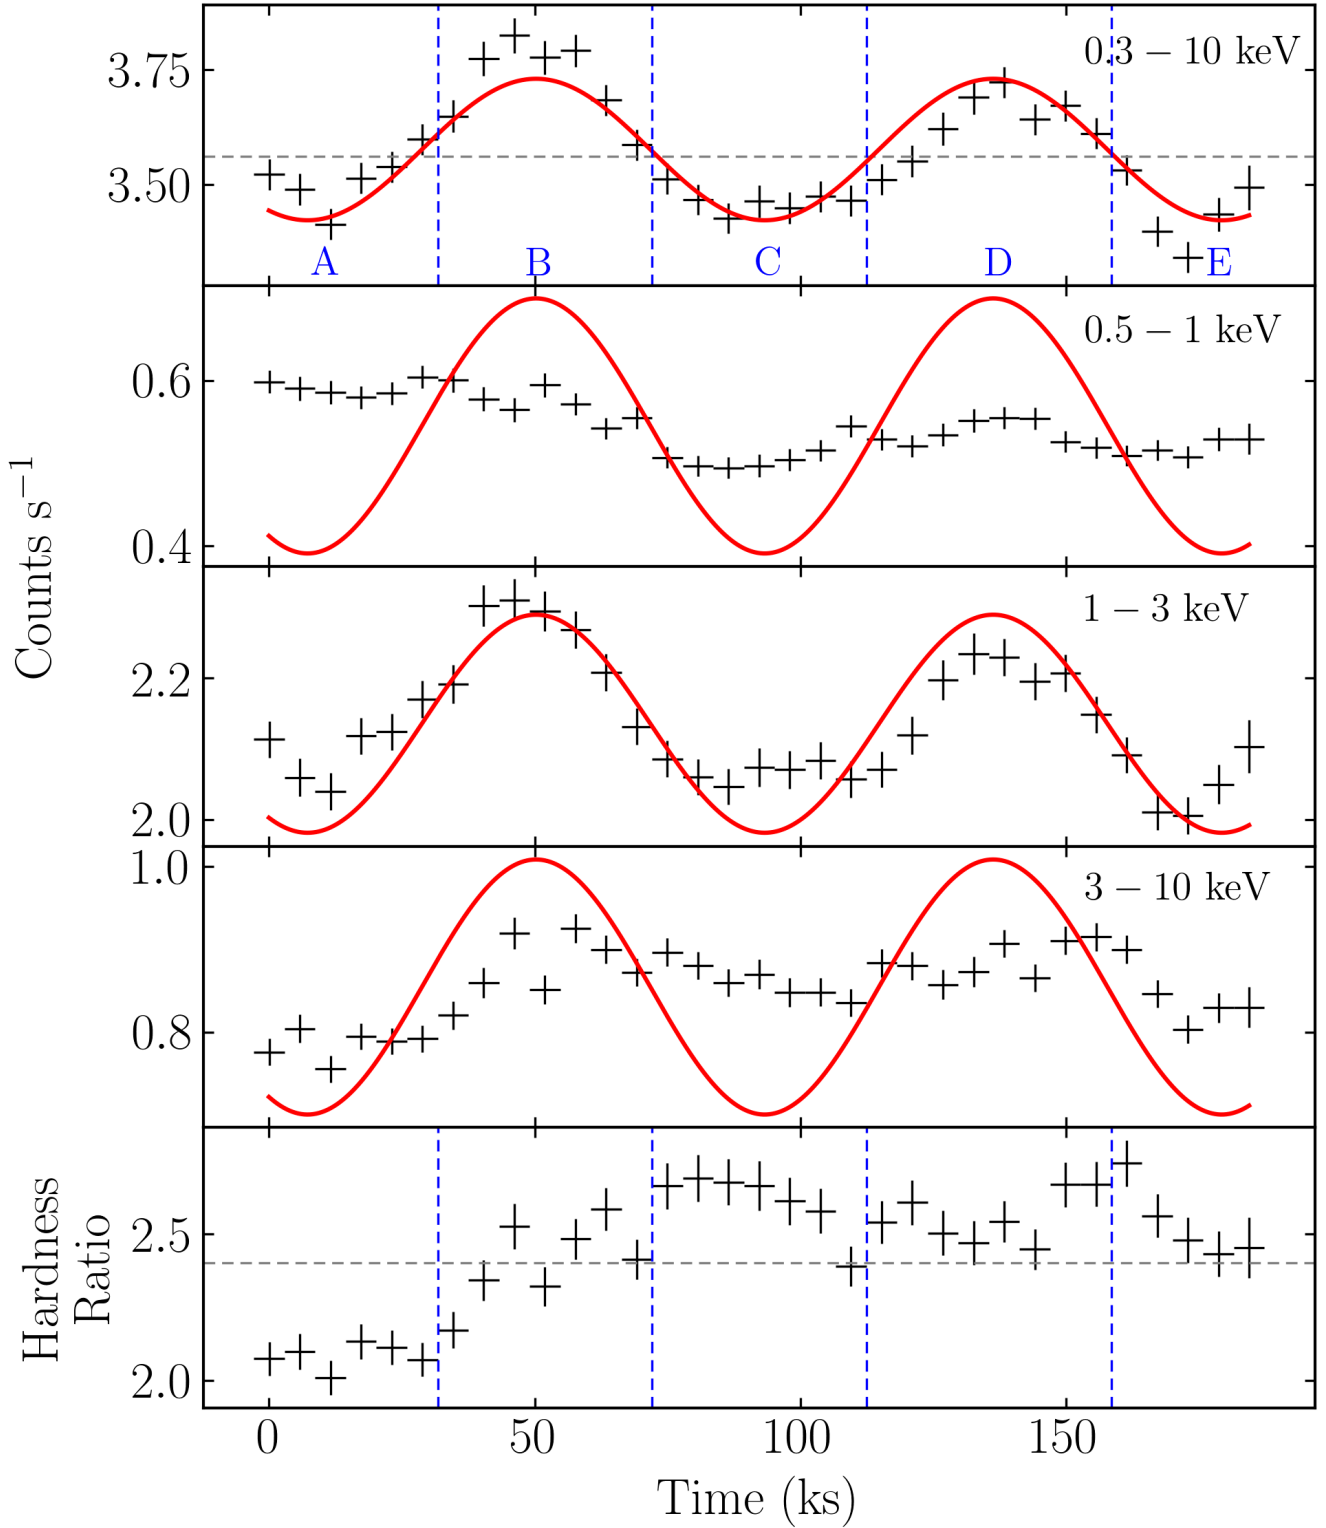 0.3 – 10 keV
3.75
3.50
A B C D E
0.5 – 1 keV
0.6
0.4
1 – 3 keV
2.2
2.0
3 – 10 keV
1.0
0.8
Counts s⁻¹
2.5
2.0
Hardness
Ratio
0 50 100 150
Time (ks)